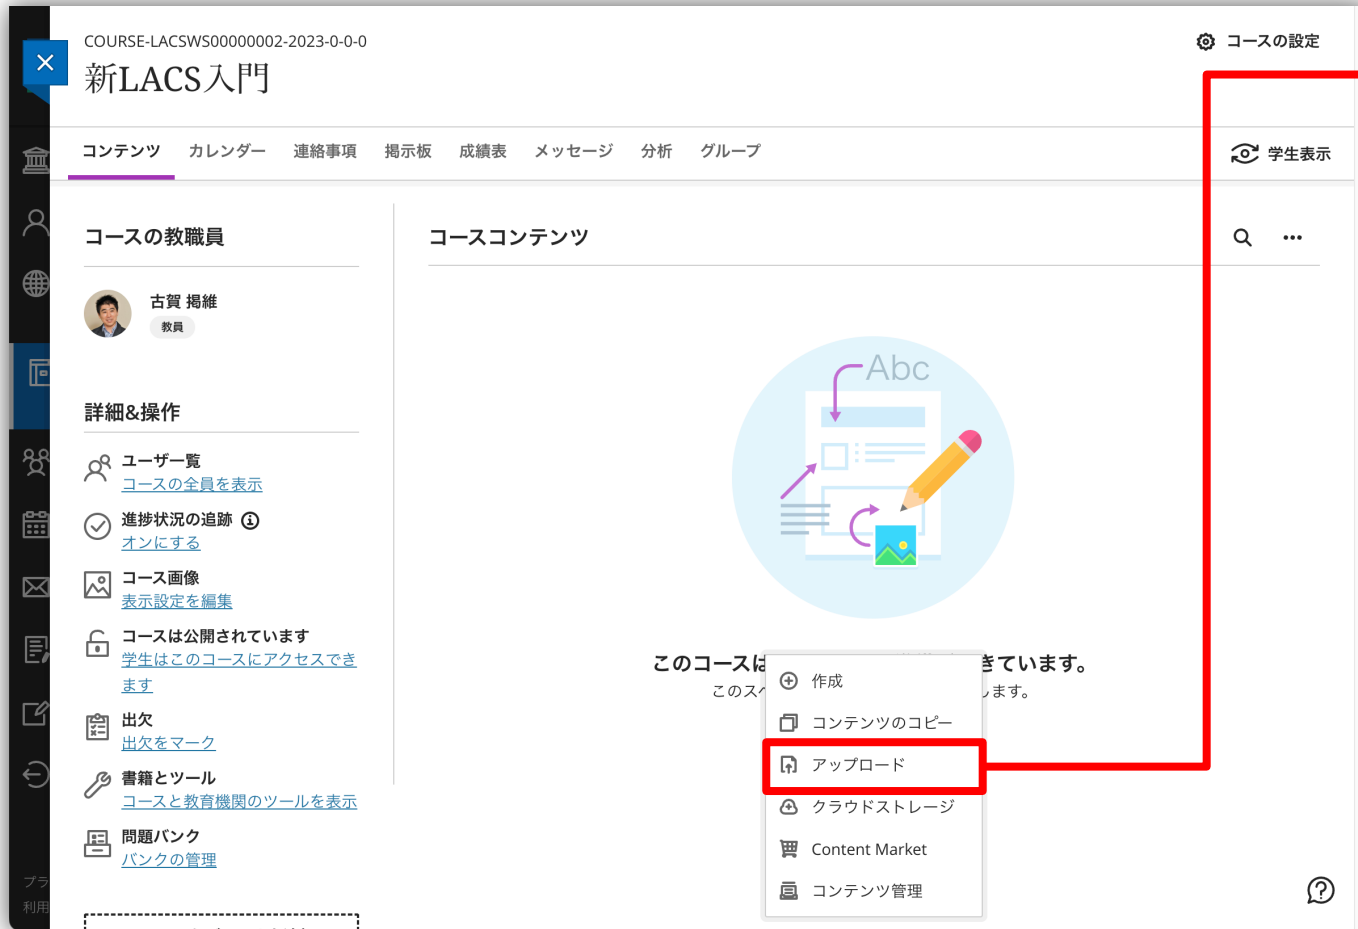 COURSE-LACSWS00000002-2023-0-0-0
コースの設定
新LACS入門
コンテンツ カレンダー 連絡事項 掲示板 成績表 メッセージ 分析 グループ
学生表示
コースの教職員
古賀 掲維
教員
詳細&操作
ユーザ一覧
コースの全員を表示
進捗状況の追跡
オンにする
コース画像
表示設定を編集
コースは公開されています
学生はこのコースにアクセスでき
ます
出欠
出欠をマーク
書籍とツール
コースと教育機関のツールを表示
問題バンク
バンクの管理
コースコンテンツ
Abc
このコースは
きています。
このス
します。
作成
コンテンツのコピー
アップロード
クラウドストレージ
Content Market
コンテンツ管理
プラ
利用